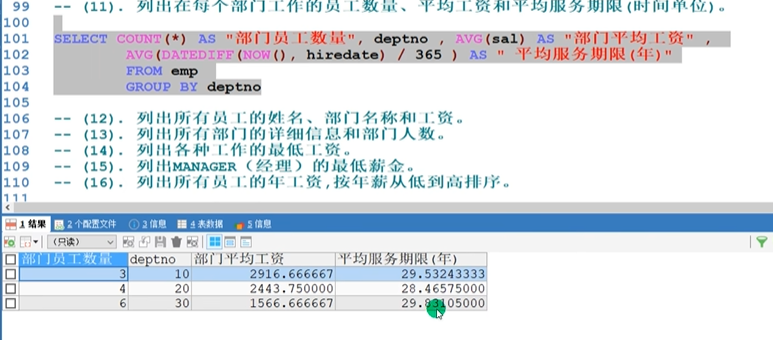 99 -- (11). 列出在每个部门工作的员工数量、平均工资和平均服务期限(时间单位)。
100
101 SELECT COUNT(*) AS "部门员工数量", deptno , AVG(sal) AS "部门平均工资" ,
102 AVG(DATEDIFF(NOW(), hiredate) / 365 ) AS " 平均服务期限(年)"
103 FROM emp
104 GROUP BY deptno
105
106 -- (12). 列出所有员工的姓名、部门名称和工资。
107 -- (13). 列出所有部门的详细信息和部门人数。
108 -- (14). 列出各种工作的最低工资。
109 -- (15). 列出MANAGER（经理）的最低薪金。
110 -- (16). 列出所有员工的年工资,按年薪从低到高排序。
111
1 结果 2 个配置文件 3 信息 4 表数据 5 信息
(只读)
部门员工数量 deptno 部门平均工资 平均服务期限(年)
3 10 2916.666667 29.53243333
4 20 2443.750000 28.46575000
6 30 1566.666667 29.83105000